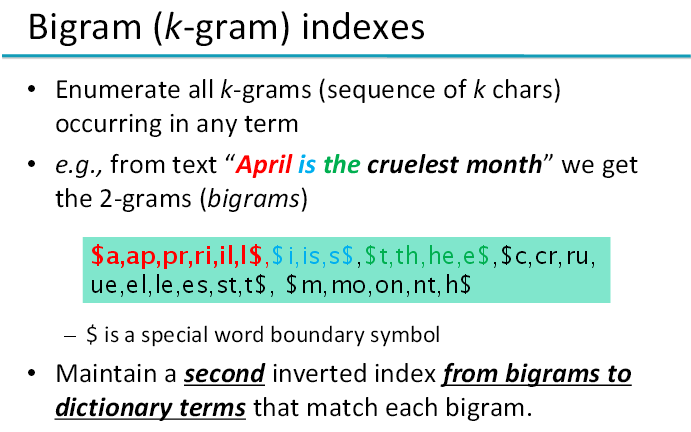 Bigram (k-gram) indexes
• Enumerate all k-grams (sequence of k chars)
occurring in any term
• e.g., from text “April is the cruelest month” we get
the 2-grams (bigrams)
$a,ap,pr,ri,il,l$,$i,is,s$,$t,th,he,e$,$c,cr,ru,
ue,el,le,es,st,t$, $m,mo,on,nt,h$
– $ is a special word boundary symbol
• Maintain a second inverted index from bigrams to
dictionary terms that match each bigram.